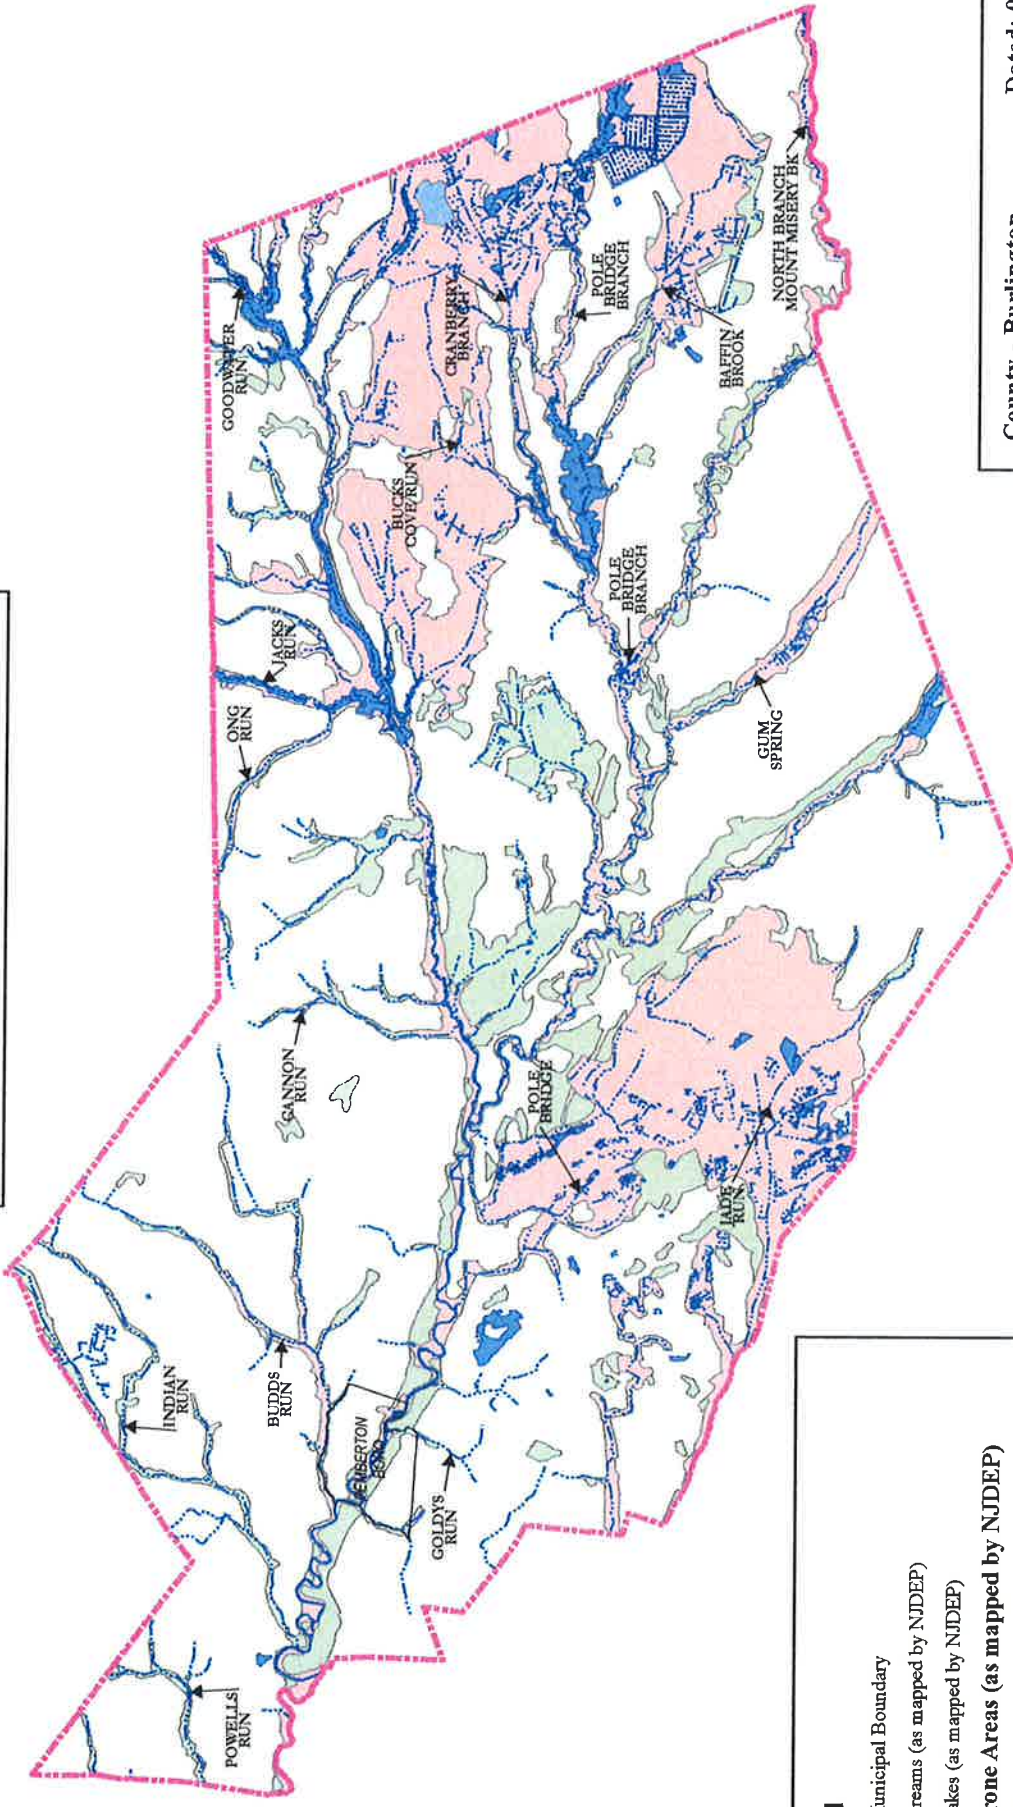 GOODWATER
RUN
JACKS
RUN
ONG
RUN
CRANBERRY
BRANCH
BUCKS
COVE RUN
POLE
BRIDGE
BRANCH
NORTH BRANCH
MOUNT MISERY BK
BAFFIN
BROOK
POLE
BRIDGE
BRANCH
GUM
SPRING
CANNON
RUN
POLE
BRIDGE
JADE
RUN
INDIAN
RUN
BUDDS
RUN
PEMBERTON
BORO
GOLDYS
RUN
POWELLS
RUN
unicipal Boundary
reams (as mapped by NJDEP)
akes (as mapped by NJDEP)
rone Areas (as mapped by NJDEP)
County - Burlington
Dated: